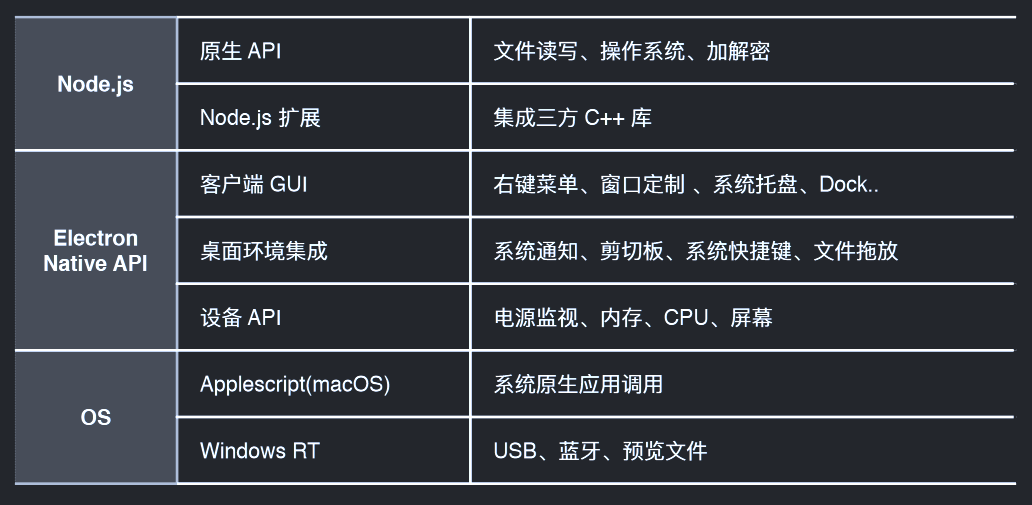 Node.js
原生 API
文件读写、操作系统、加解密
Node.js 扩展
集成三方 C++ 库
Electron
Native API
客户端 GUI
右键菜单、窗口定制 、系统托盘、Dock..
桌面环境集成
系统通知、剪切板、系统快捷键、文件拖放
设备 API
电源监视、内存、CPU、屏幕
OS
Applescript(macOS)
系统原生应用调用
Windows RT
USB、蓝牙、预览文件